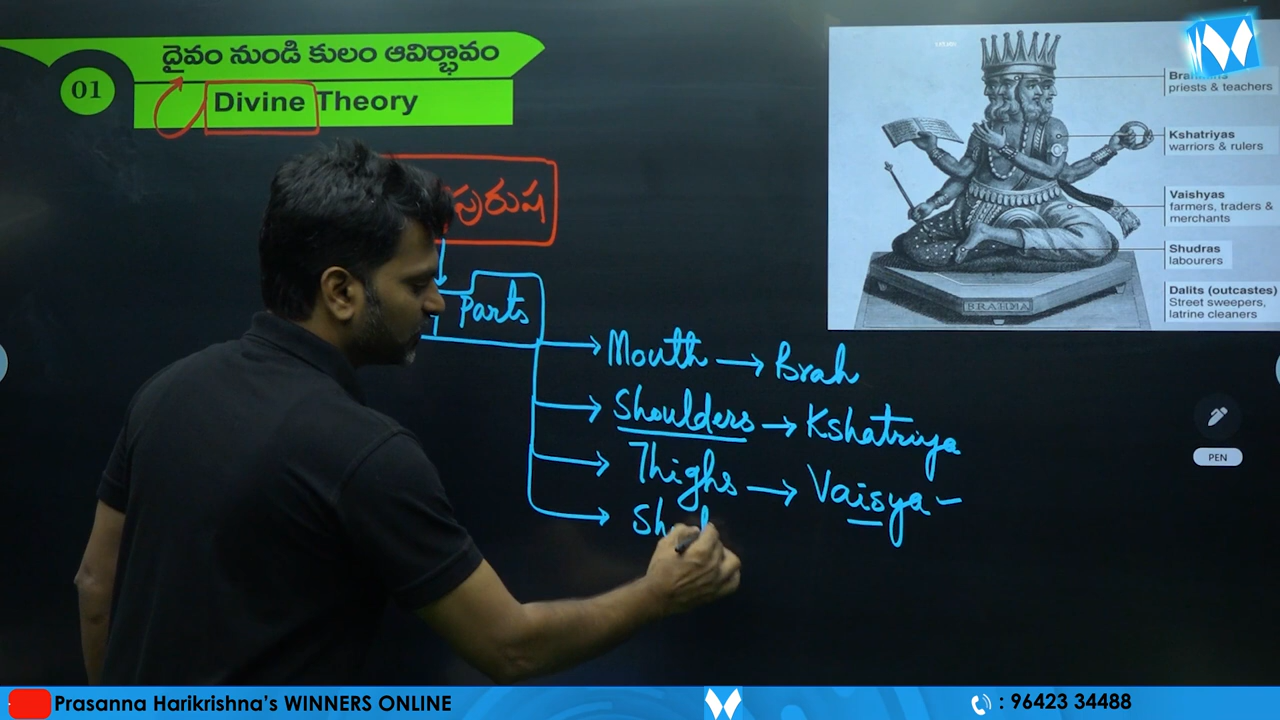 దైవం నుండి కులం ఆవిర్భావం
01
Divine Theory
పురుష
Parts
Mouth → Brah
Shoulders → Kshatriya
Thighs → Vaisya –
Sh
priests & teachers
Kshatriyas
warriors & rulers
Vaishyas
farmers, traders &
merchants
Shudras
labourers
Dalits (outcastes)
Street sweepers,
latrine cleaners
BRAHMA
PEN
Prasanna Harikrishna's WINNERS ONLINE
: 96423 34488